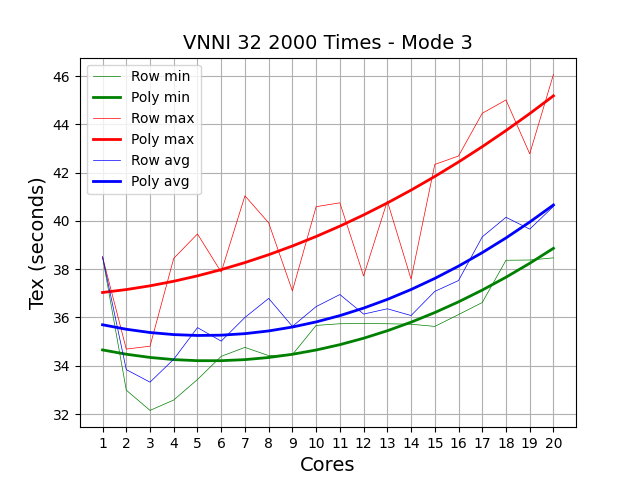 VNNI 32 2000 Times - Mode 3
Tex (seconds)
46
44
42
40
38
36
34
32
Row min
Poly min
Row max
Poly max
Row avg
Poly avg
1 2 3 4 5 6 7 8 9 10 11 12 13 14 15 16 17 18 19 20
Cores